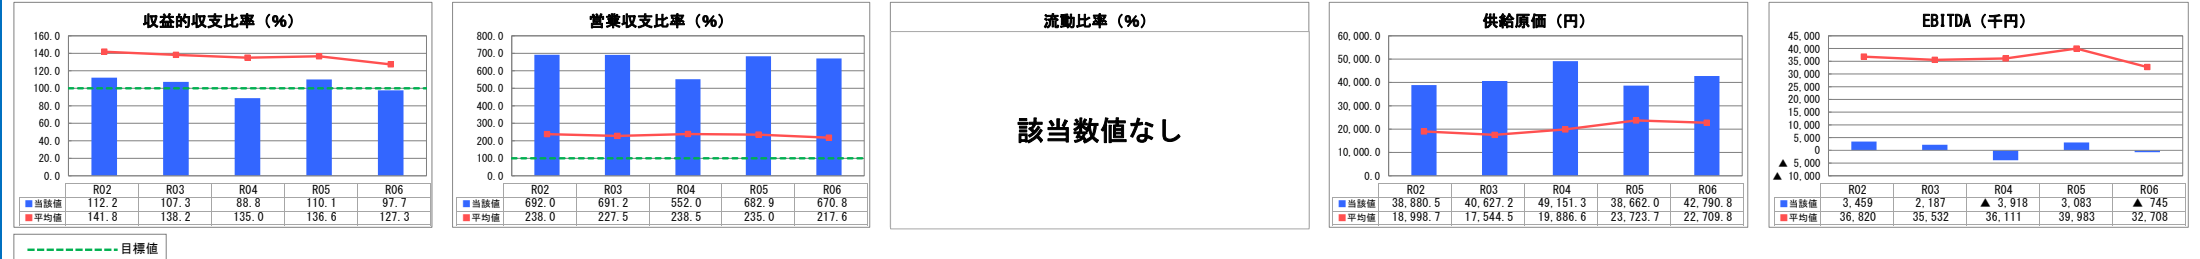 収益的収支比率（％）
160.0
140.0
120.0
100.0
80.0
60.0
40.0
20.0
0.0
R02 R03 R04 R05 R06
当該値 112.2 107.3 88.8 110.1 97.7
平均値 141.8 138.2 135.0 136.6 127.3
営業収支比率（％）
800.0
700.0
600.0
500.0
400.0
300.0
200.0
100.0
0.0
R02 R03 R04 R05 R06
当該値 692.0 691.2 552.0 682.9 670.8
平均値 238.0 227.5 238.5 235.0 217.6
流動比率（％）
該当数値なし
供給原価（円）
60,000.0
50,000.0
40,000.0
30,000.0
20,000.0
10,000.0
0.0
R02 R03 R04 R05 R06
当該値 38,880.5 40,627.2 49,151.3 38,662.0 42,790.8
平均値 18,998.7 17,544.5 19,886.6 23,723.7 22,709.8
EBITDA（千円）
45,000
40,000
35,000
30,000
25,000
20,000
15,000
10,000
5,000
0
▲ 5,000
▲ 10,000
R02 R03 R04 R05 R06
当該値 3,459 2,187 ▲ 3,918 3,083 ▲ 745
平均値 36,820 35,532 36,111 39,983 32,708
目標値